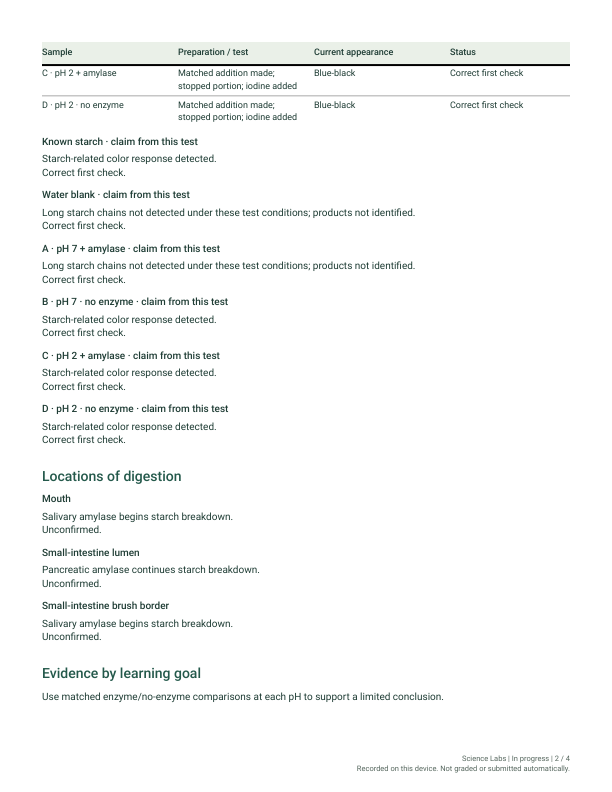 Sample Preparation / test Current appearance Status
C · pH 2 + amylase Matched addition made; Blue-black Correct first check
stopped portion; iodine added
D · pH 2 · no enzyme Matched addition made; Blue-black Correct first check
stopped portion; iodine added
Known starch · claim from this test
Starch-related color response detected.
Correct first check.
Water blank · claim from this test
Long starch chains not detected under these test conditions; products not identified.
Correct first check.
A · pH 7 + amylase · claim from this test
Long starch chains not detected under these test conditions; products not identified.
Correct first check.
B · pH 7 · no enzyme · claim from this test
Starch-related color response detected.
Correct first check.
C · pH 2 + amylase · claim from this test
Starch-related color response detected.
Correct first check.
D · pH 2 · no enzyme · claim from this test
Starch-related color response detected.
Correct first check.
Locations of digestion
Mouth
Salivary amylase begins starch breakdown.
Unconfirmed.
Small-intestine lumen
Pancreatic amylase continues starch breakdown.
Unconfirmed.
Small-intestine brush border
Salivary amylase begins starch breakdown.
Unconfirmed.
Evidence by learning goal
Use matched enzyme/no-enzyme comparisons at each pH to support a limited conclusion.
Science Labs | In progress | 2 / 4
Recorded on this device. Not graded or submitted automatically.